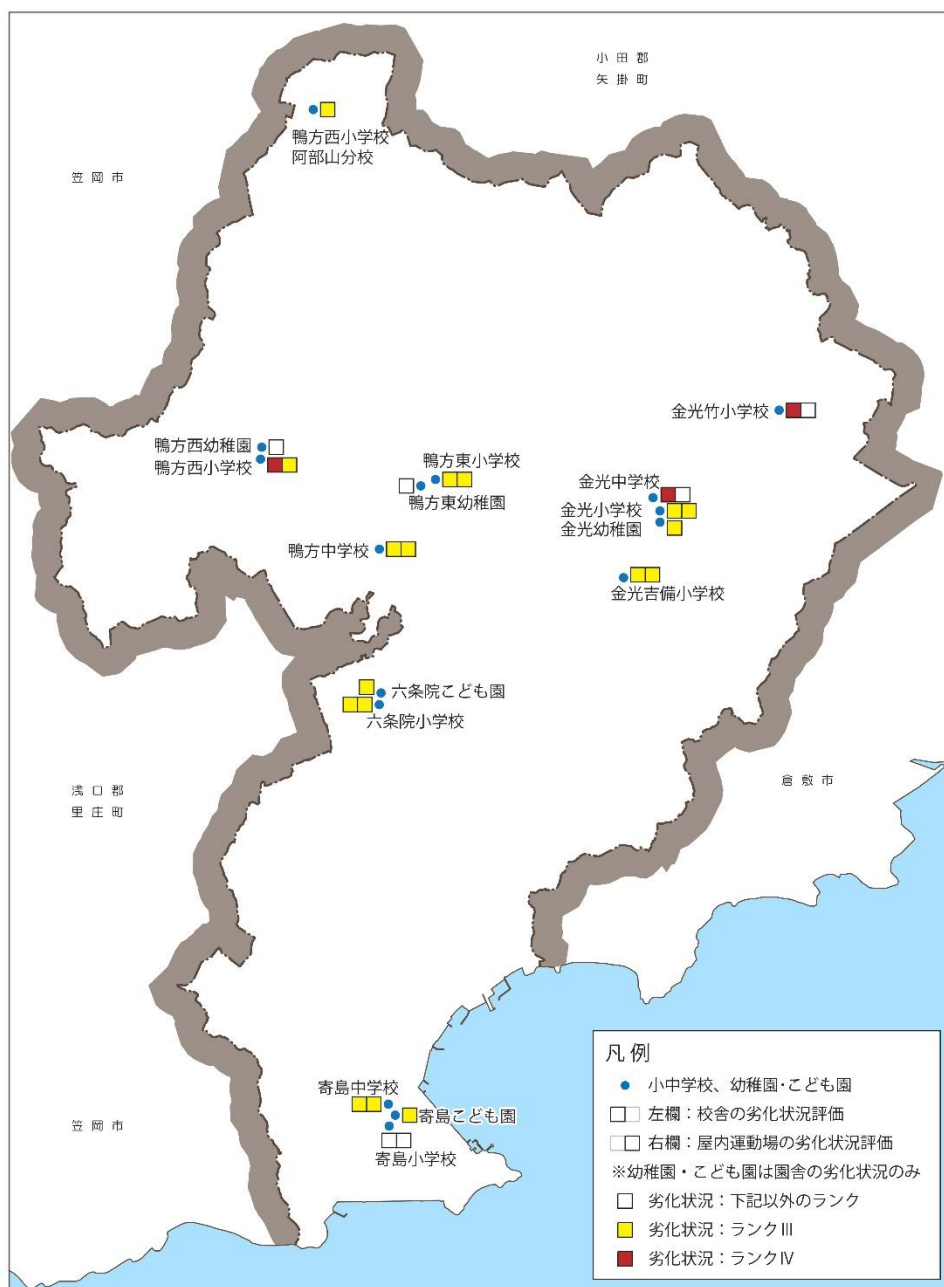 小田郡
矢掛町
鴨方西小学校
阿部山分校
笠岡市
金光竹小学校
鴨方西幼稚園
鴨方西小学校
鴨方東小学校
鴨方東幼稚園
金光中学校
金光小学校
金光幼稚園
鴨方中学校
金光吉備小学校
六条院こども園
六条院小学校
倉敷市
浅口郡
里庄町
寄島中学校
寄島こども園
寄島小学校
笠岡市
凡例
小中学校、幼稚園・こども園
左欄：校舎の劣化状況評価
右欄：屋内運動場の劣化状況評価
※幼稚園・こども園は園舎の劣化状況のみ
劣化状況：下記以外のランク
劣化状況：ランクⅢ
劣化状況：ランクⅣ